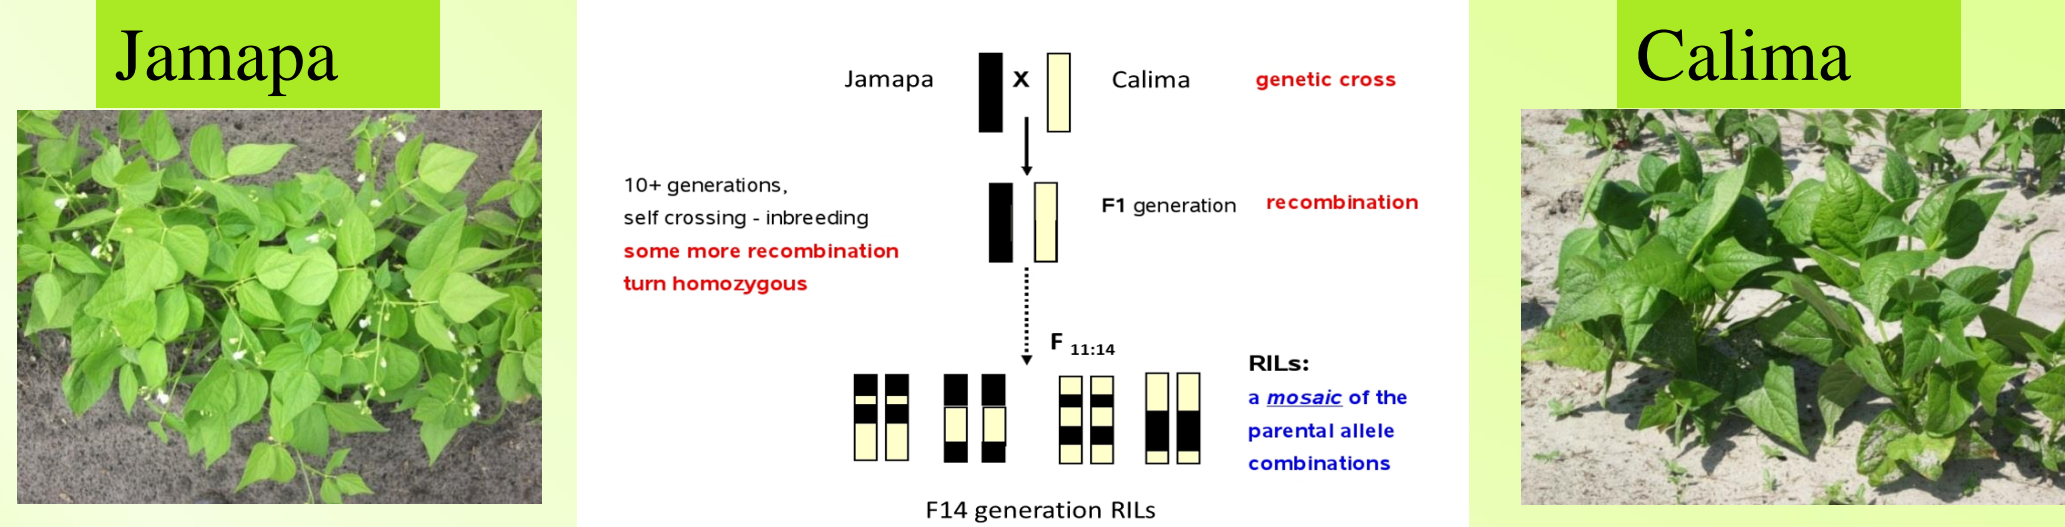 Jamapa
Jamapa X Calima genetic cross
10+ generations,
self crossing - inbreeding
some more recombination
turn homozygous
F1 generation recombination
F 11:14
RILs:
a mosaic of the
parental allele
combinations
F14 generation RILs
Calima